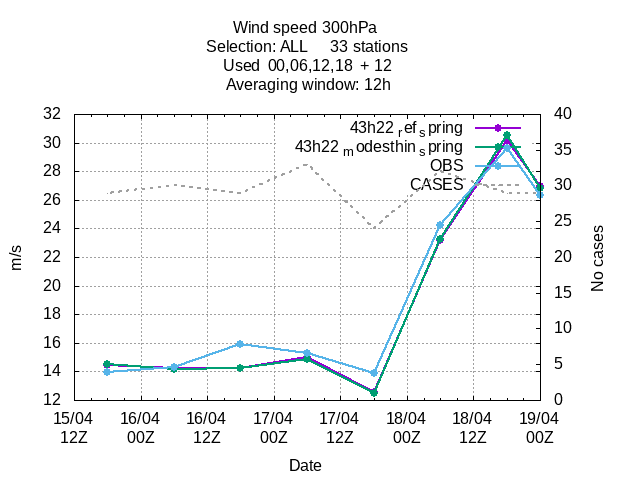 Wind speed 300hPa
Selection: ALL 33 stations
Used 00,06,12,18 + 12
Averaging window: 12h
32 40
30 35
28 30
26 25
24 20
22 15
20 10
18 5
16 0
14
12
43h22 ref spring
43h22 modesthin spring
OBS
CASES
m/s
No cases
15/04 16/04 16/04 17/04 17/04 18/04 18/04 19/04
12Z 00Z 12Z 00Z 12Z 00Z 12Z 00Z
Date